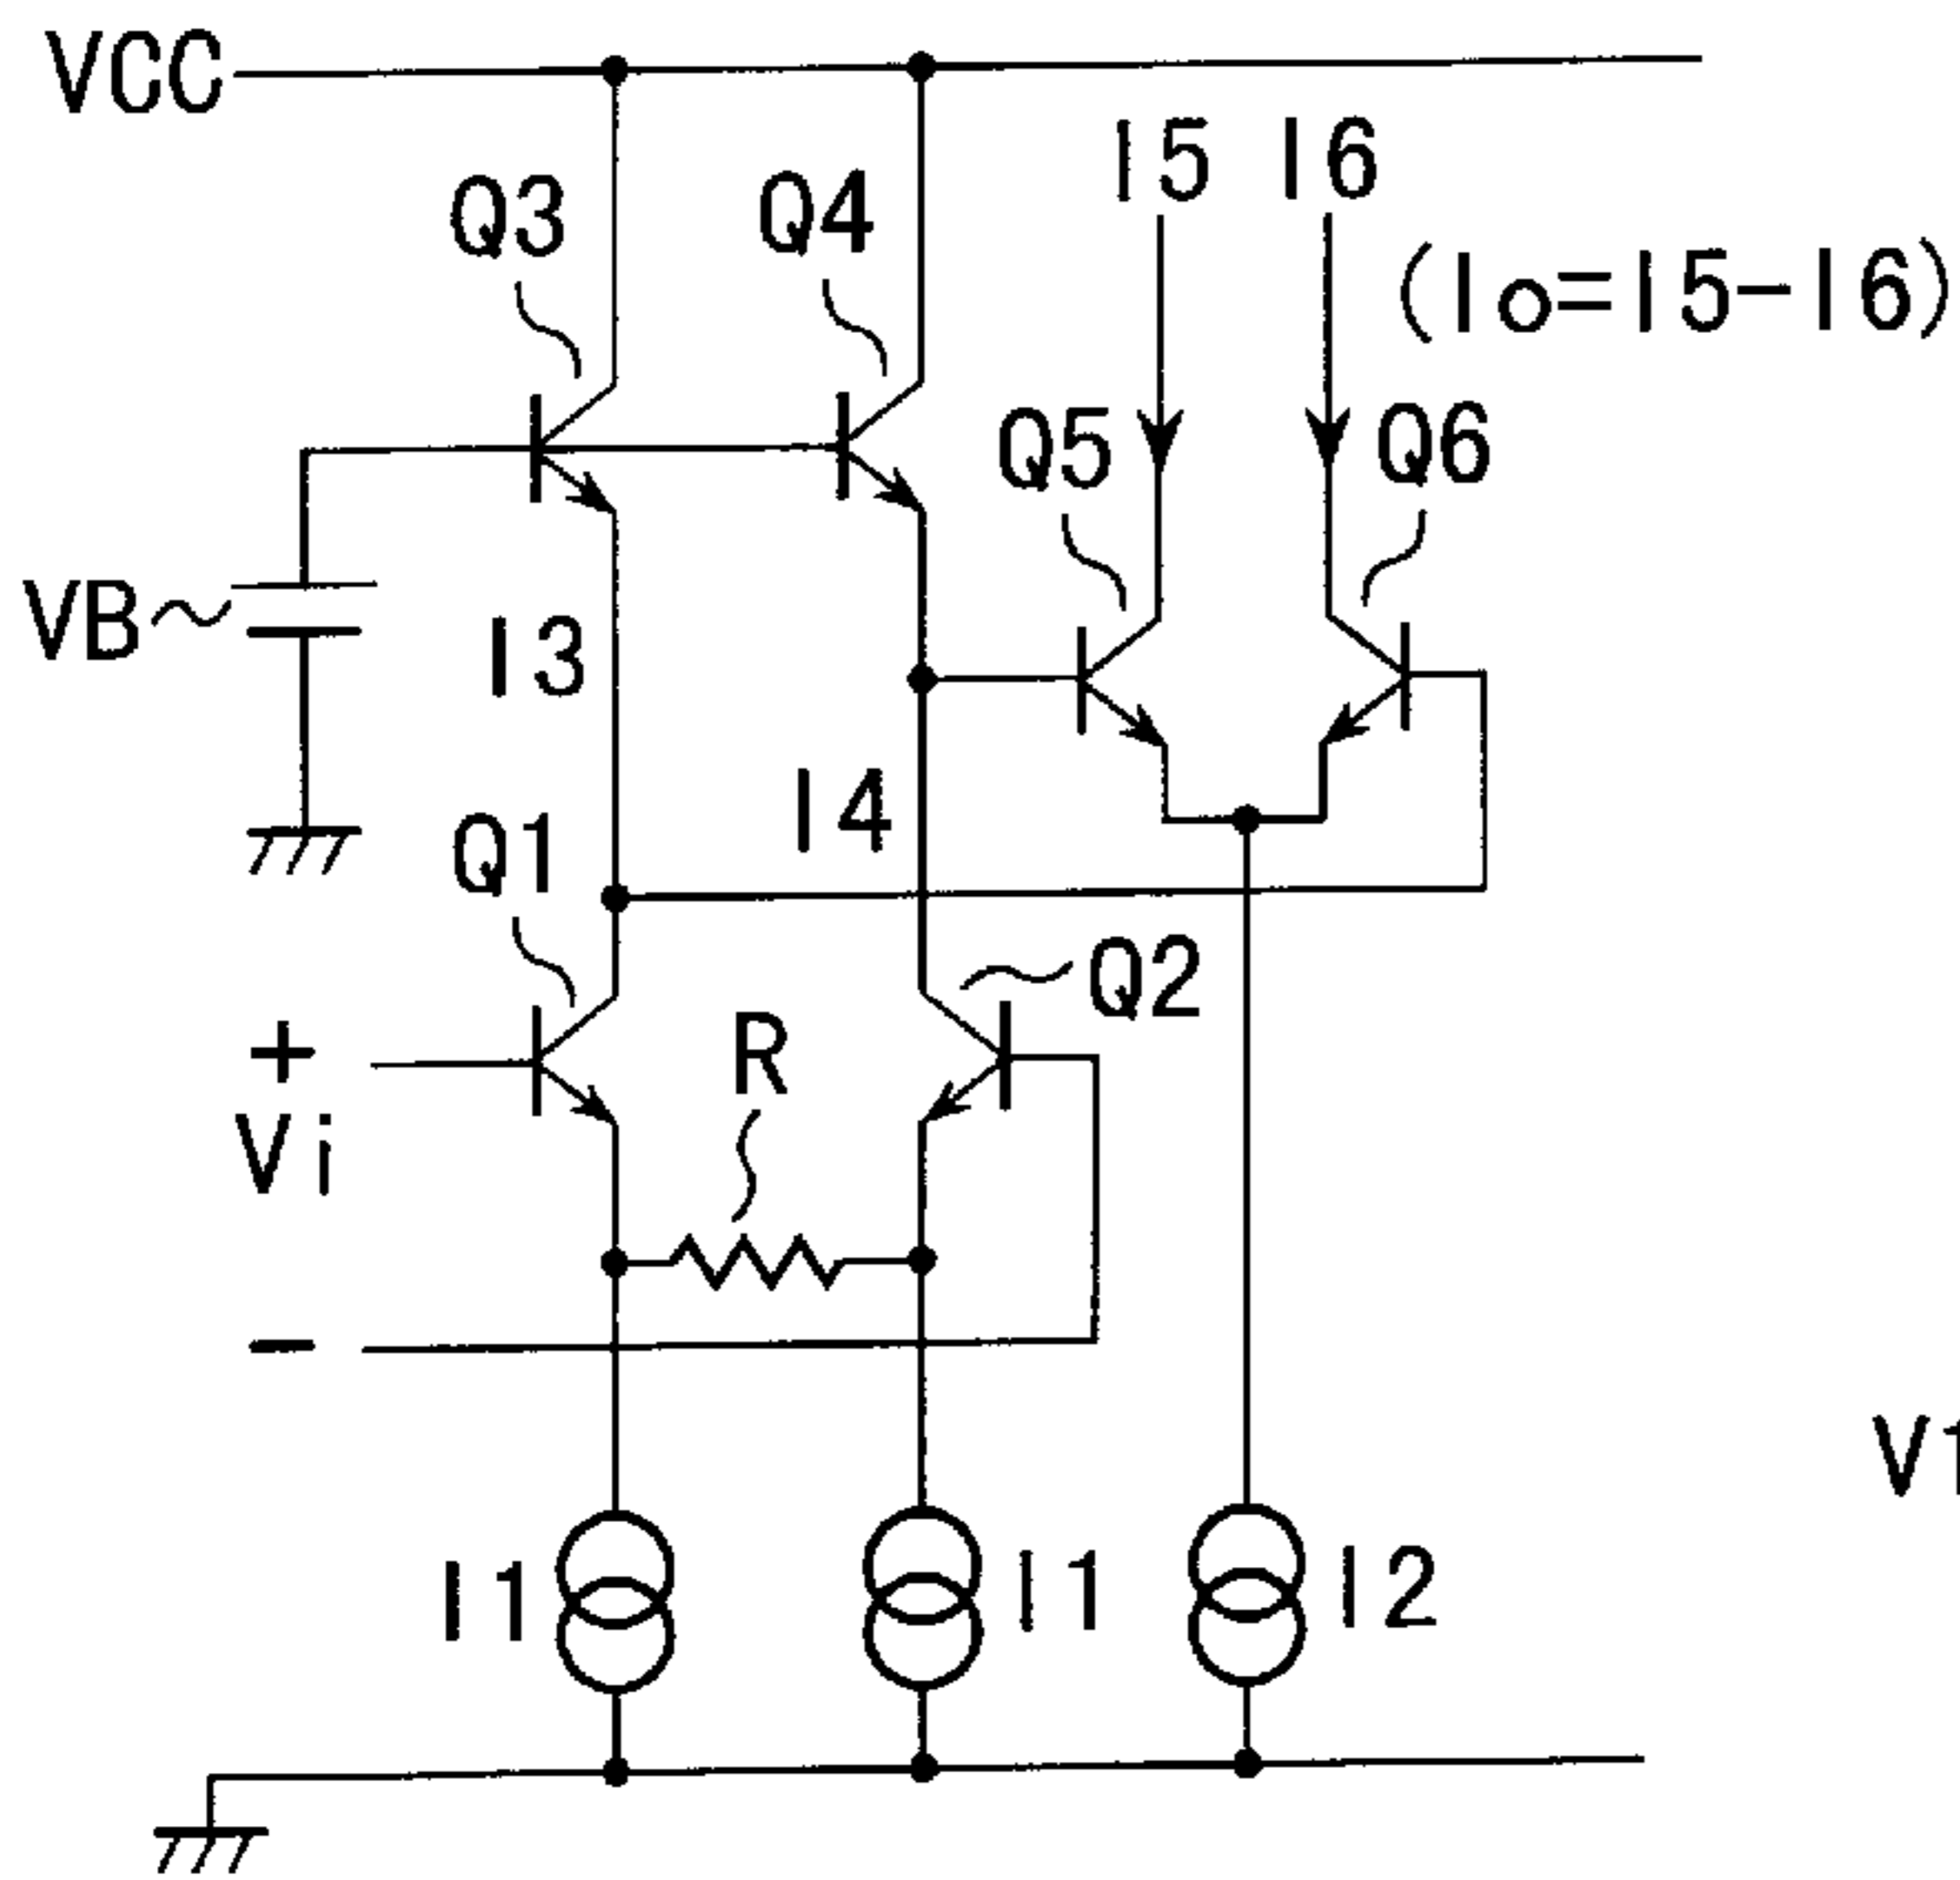 VCC
I5 I6
Q3 Q4
(Io=I5-I6)
Q5 Q6
VB
I3
I4
Q1
Q2
R
+
Vi
-
V1
I1 I1 I2